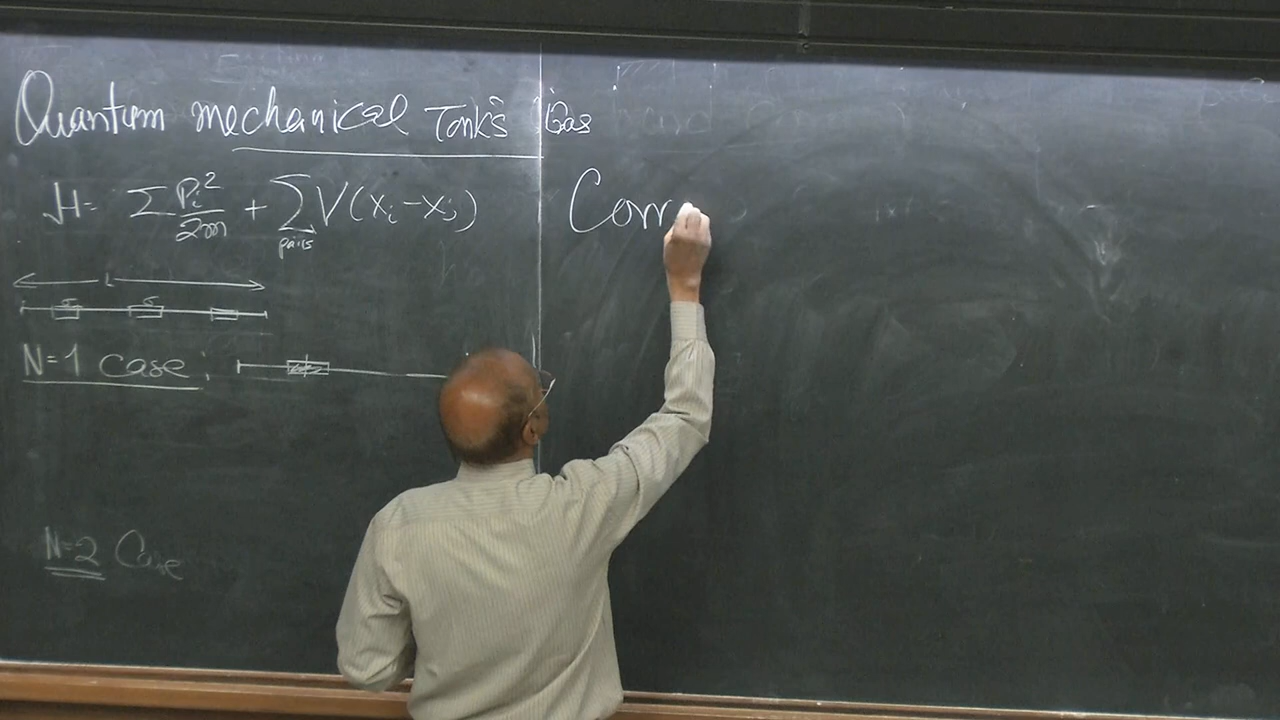 Quantum mechanical Tonk's Gas
H = Σ Pi²/2m + Σ pairs V(xi - xj)
L
σ σ
N=1 case:
N=2 Case
Corr